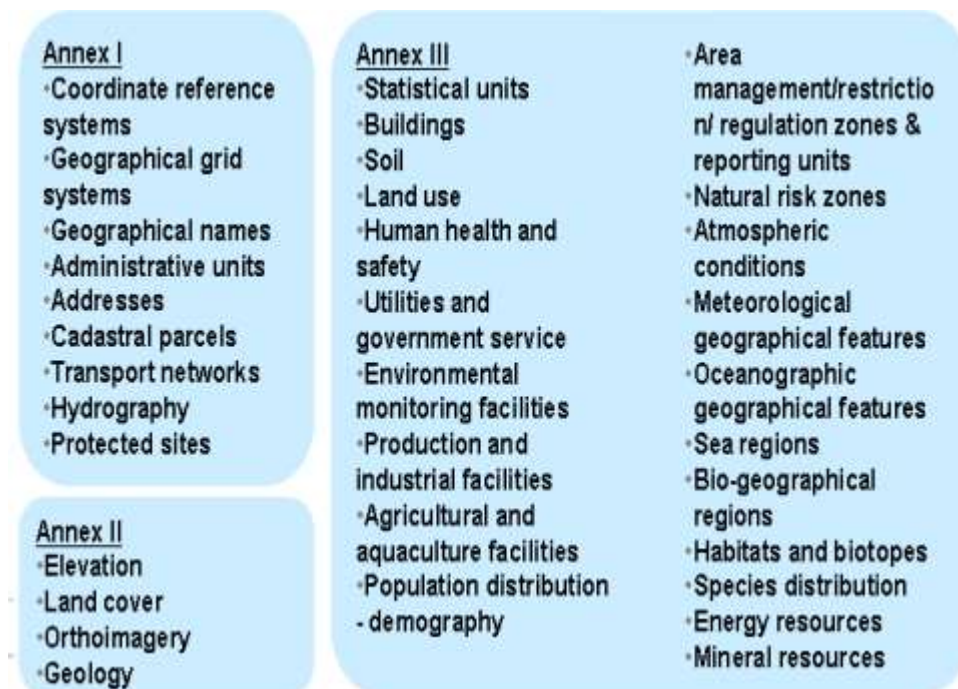 Annex I
•Coordinate reference
systems
•Geographical grid
systems
•Geographical names
•Administrative units
•Addresses
•Cadastral parcels
•Transport networks
•Hydrography
•Protected sites
Annex II
•Elevation
•Land cover
•Orthoimagery
•Geology
Annex III
•Statistical units
•Buildings
•Soil
•Land use
•Human health and
safety
•Utilities and
government service
•Environmental
monitoring facilities
•Production and
industrial facilities
•Agricultural and
aquaculture facilities
•Population distribution
- demography
•Area
management/restrictio
n/ regulation zones &
reporting units
•Natural risk zones
•Atmospheric
conditions
•Meteorological
geographical features
•Oceanographic
geographical features
•Sea regions
•Bio-geographical
regions
•Habitats and biotopes
•Species distribution
•Energy resources
•Mineral resources